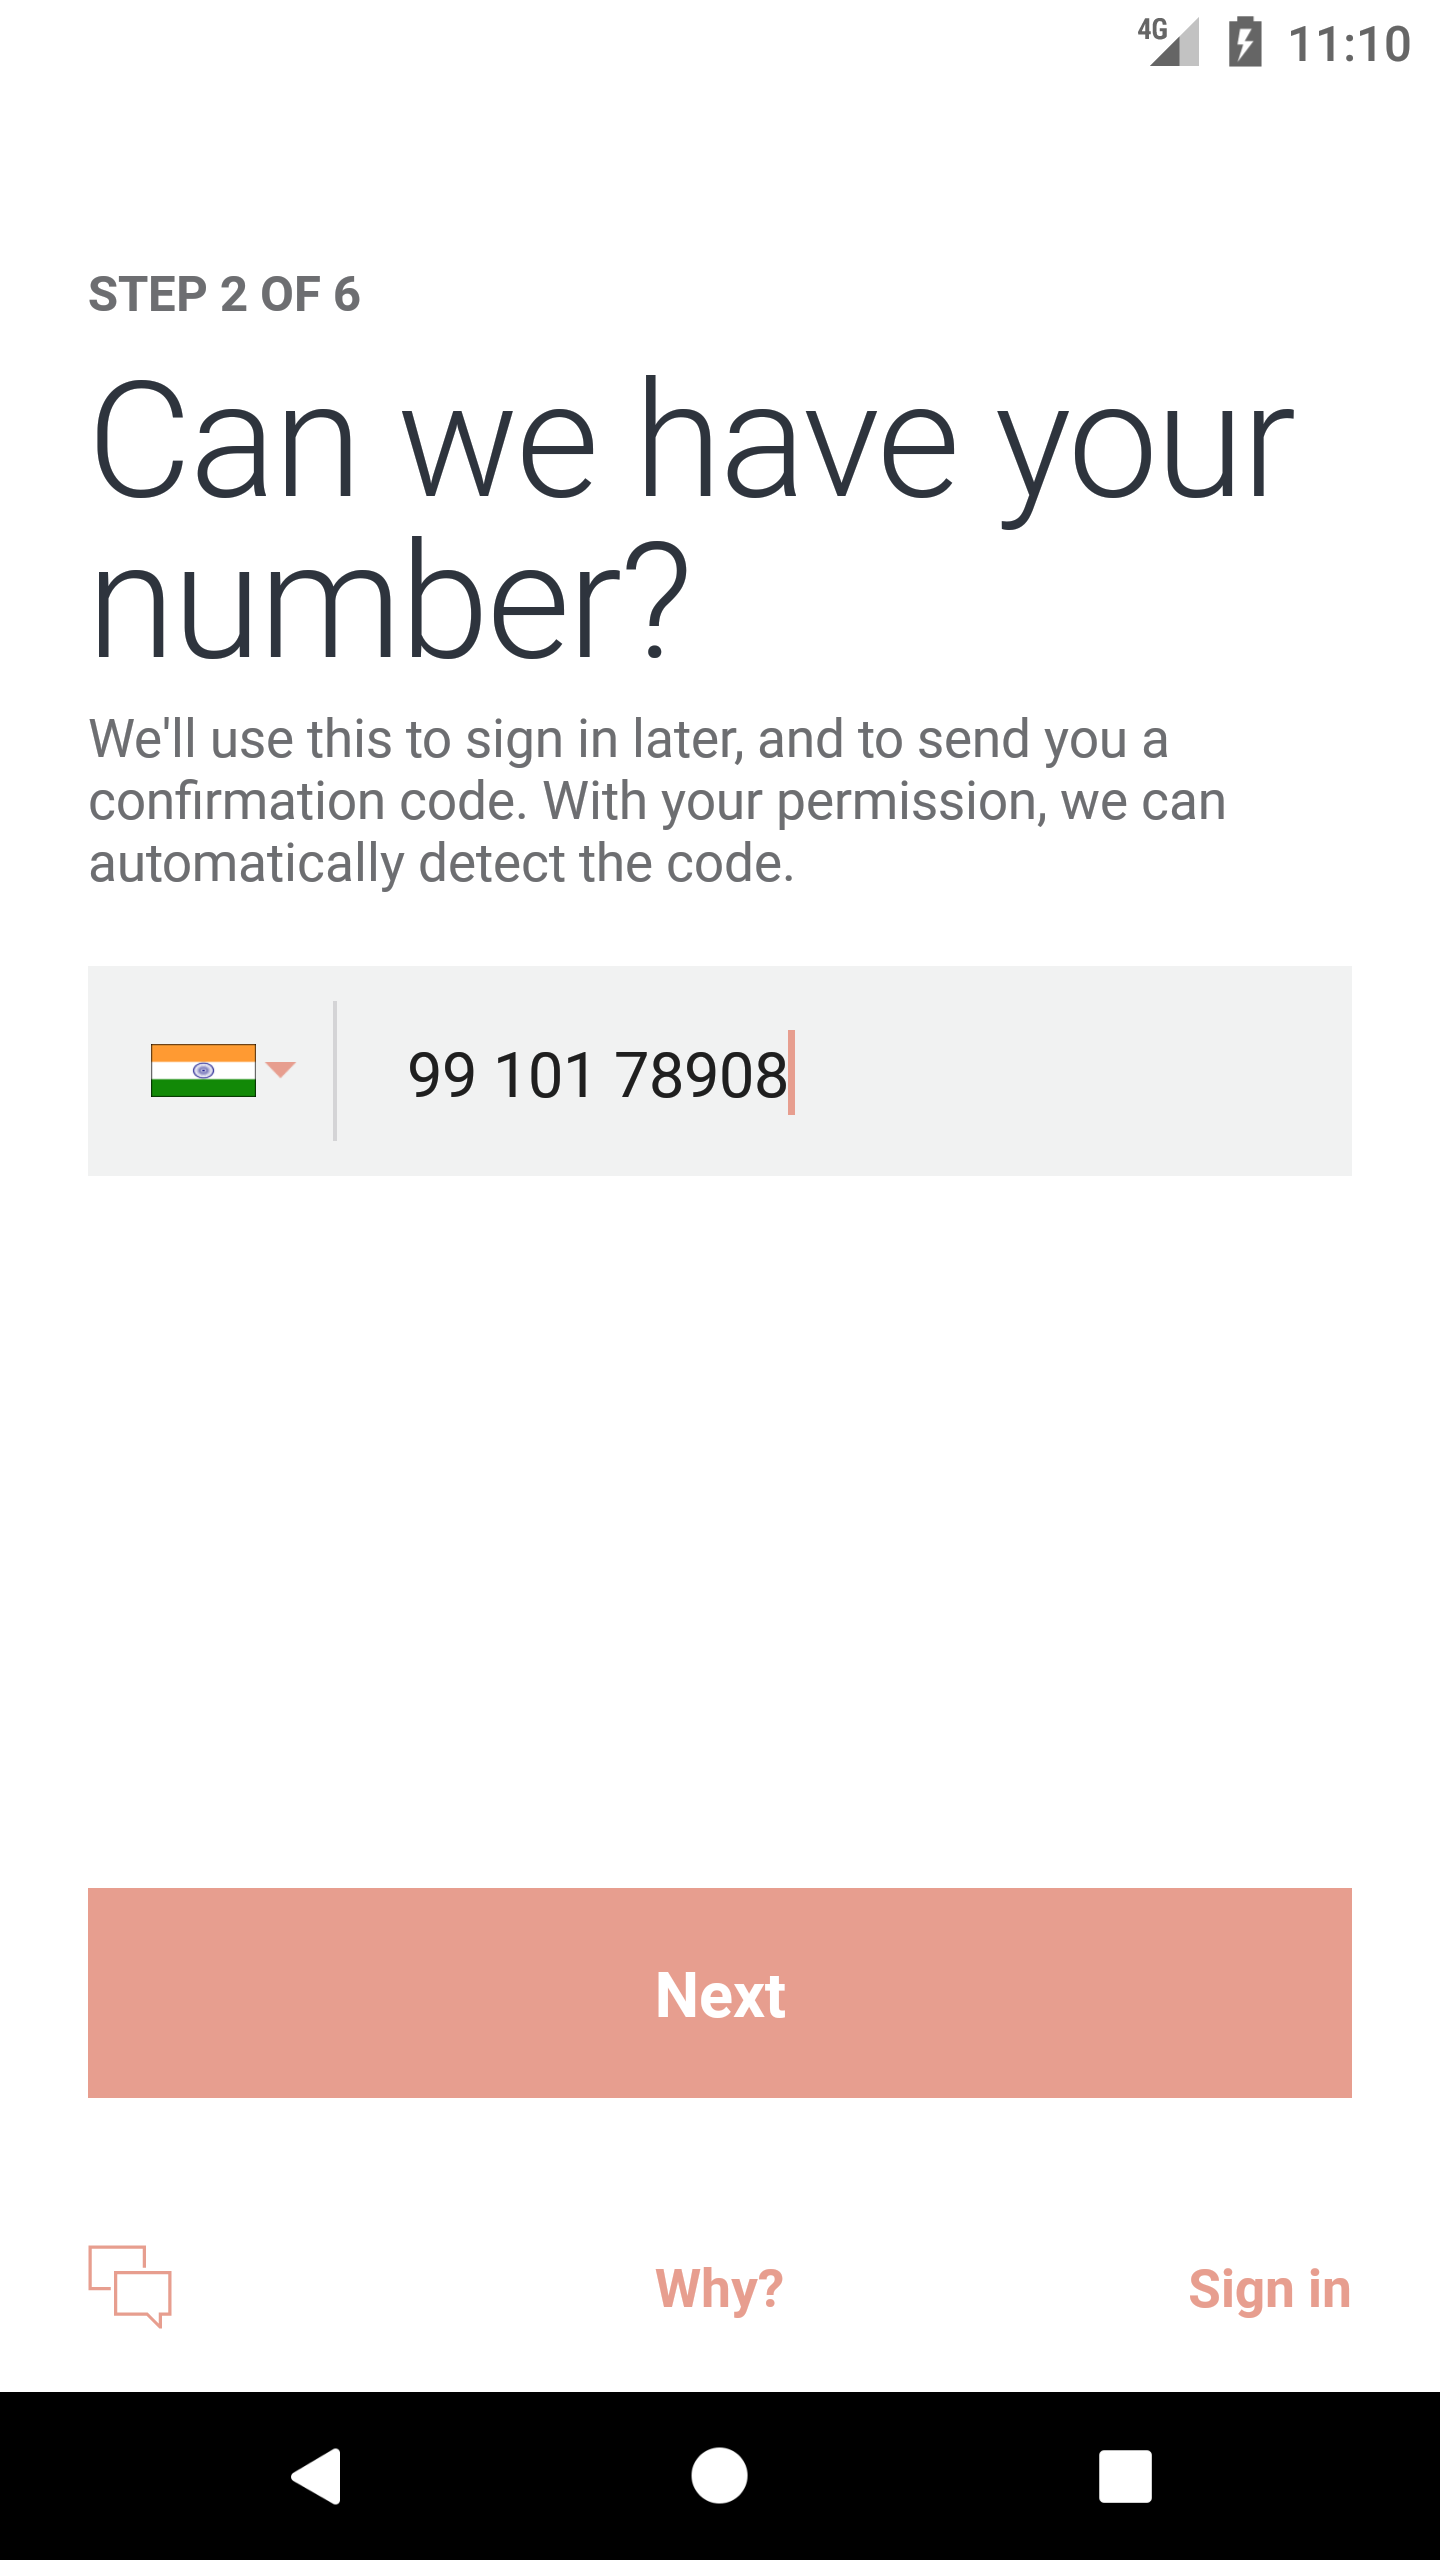 4G 11:10
STEP 2 OF 6
Can we have your
number?
We'll use this to sign in later, and to send you a
confirmation code. With your permission, we can
automatically detect the code.
99 101 78908
Next
Why? Sign in